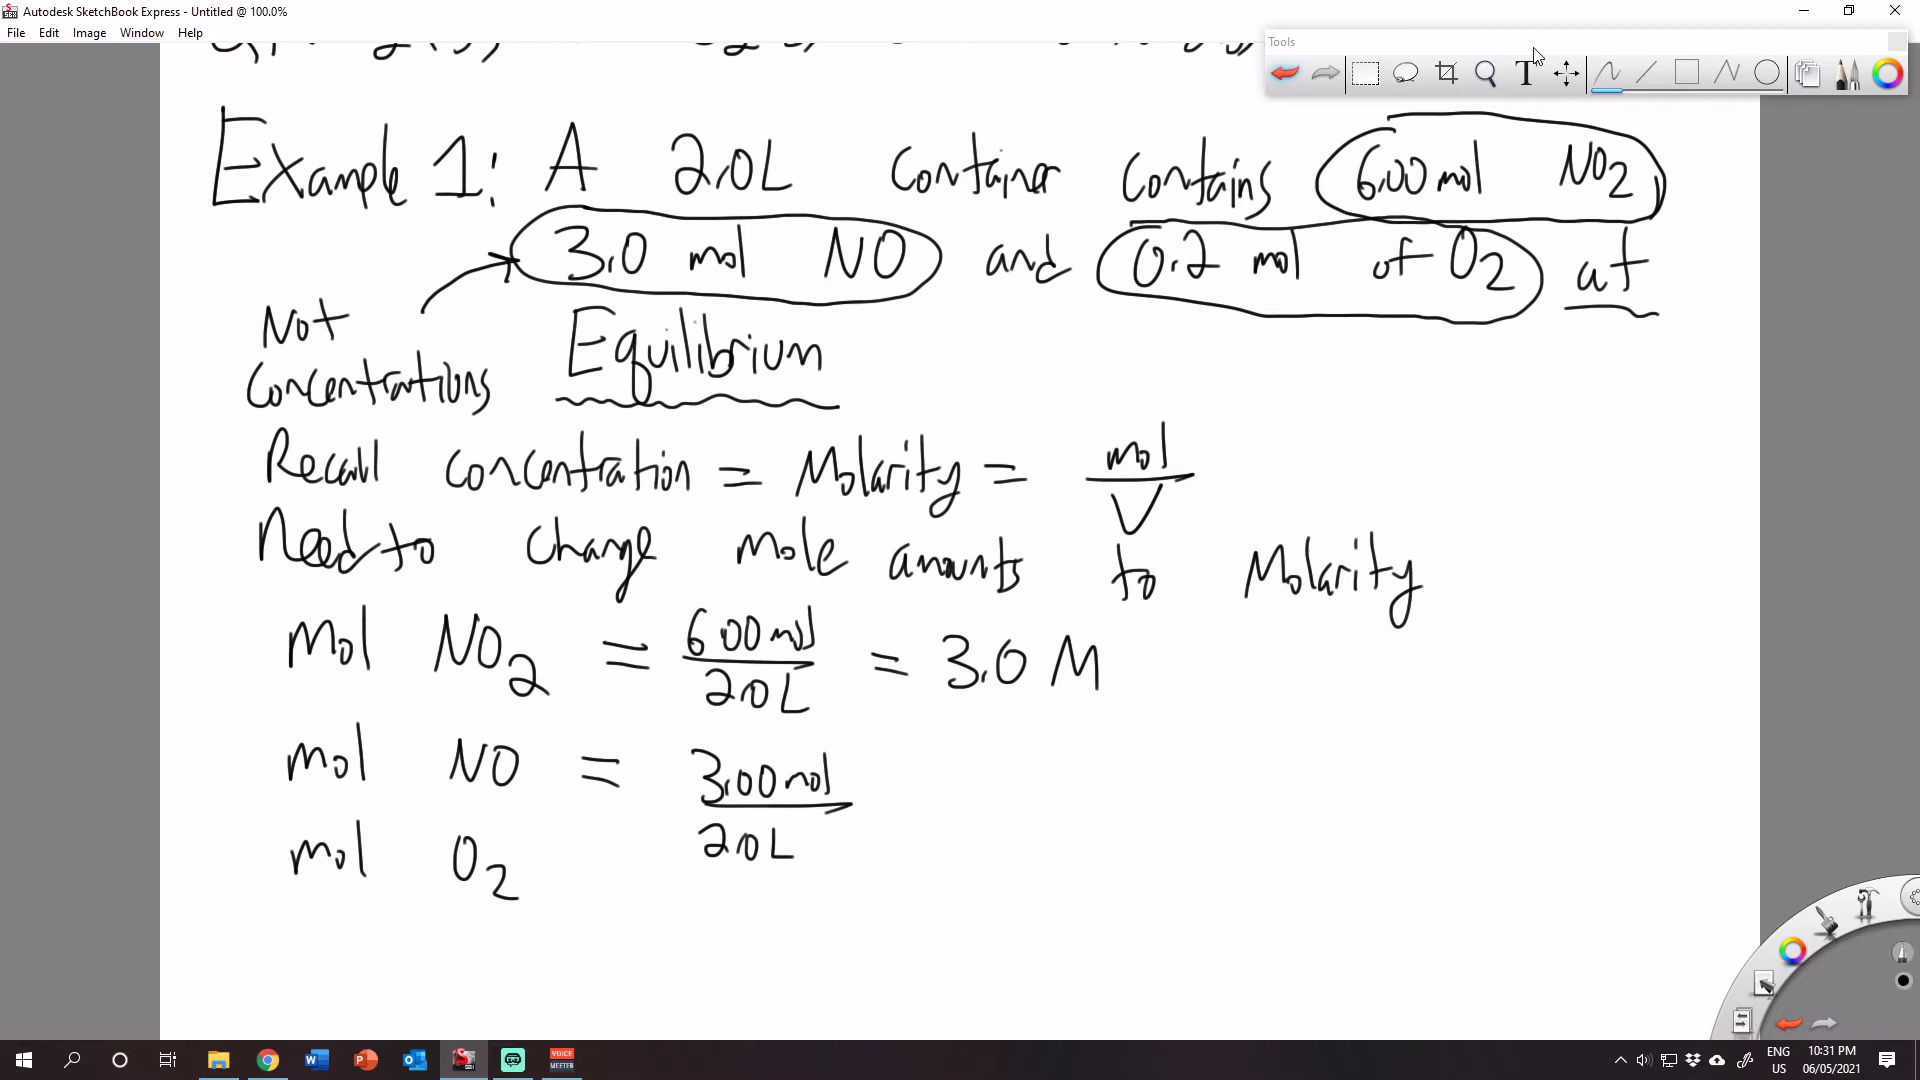 Autodesk SketchBook Express - Untitled @ 100.0%
File Edit Image Window Help
Tools
T
Example 1: A 2.0L container contains 6.00 mol NO2
3.0 mol NO and 0.2 mol of O2 at
Not
concentrations
Equilibrium
Recall concentration = Molarity = mol/V
Need to change mole amounts to Molarity
Mol NO2 = 6.00 mol/2.0L = 3.0 M
mol NO = 3.00 mol/2.0L
mol O2
VOICE
MEETER
ENG
US
10:31 PM
06/05/2021